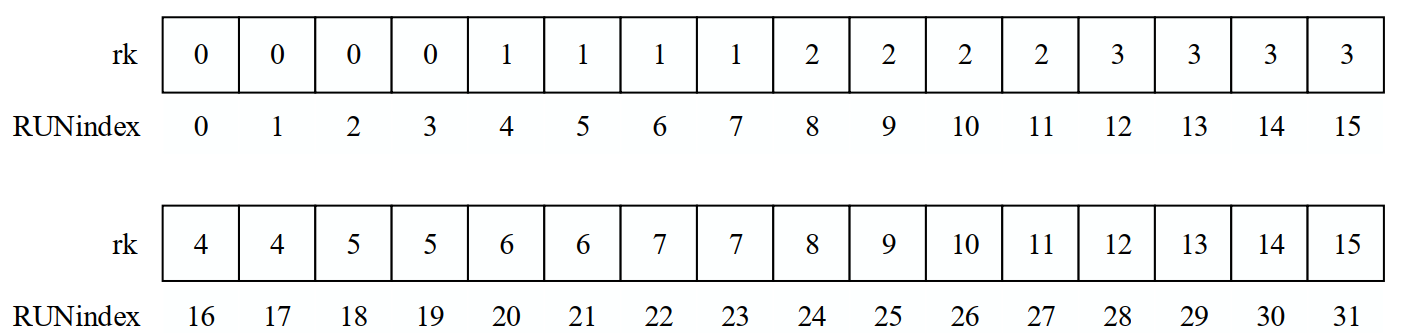 rk 0 0 0 0 1 1 1 1 2 2 2 2 3 3 3 3
RUNindex 0 1 2 3 4 5 6 7 8 9 10 11 12 13 14 15
rk 4 4 5 5 6 6 7 7 8 9 10 11 12 13 14 15
RUNindex 16 17 18 19 20 21 22 23 24 25 26 27 28 29 30 31